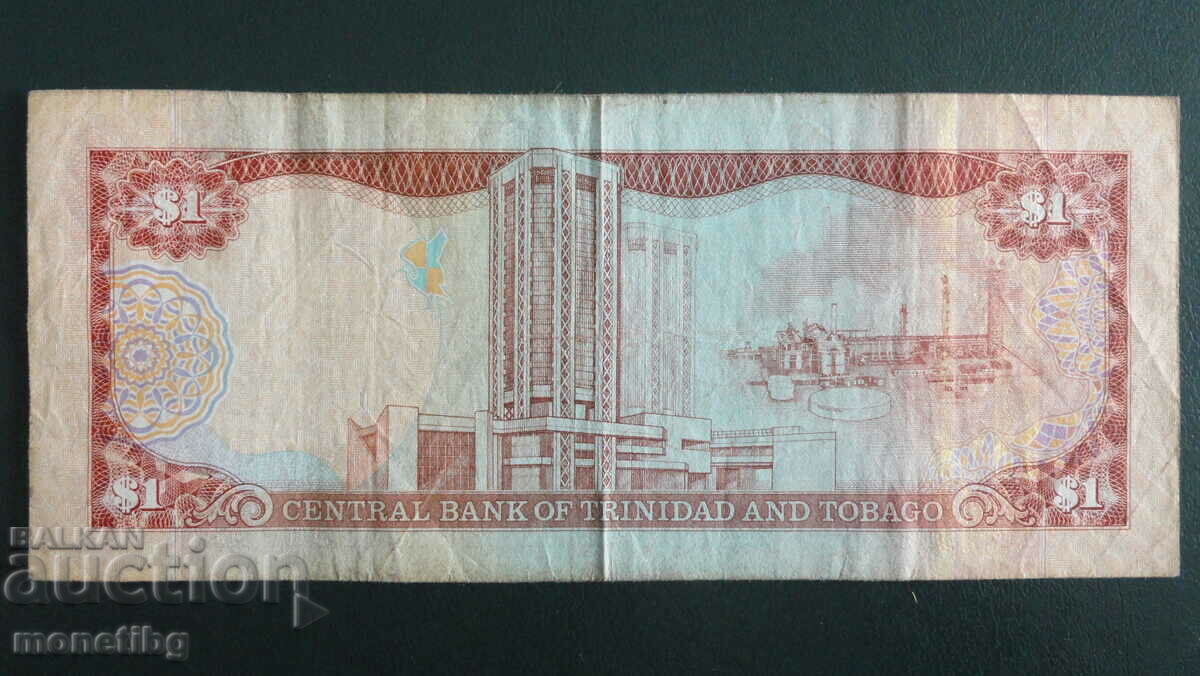 $1 $1
$1 CENTRAL BANK OF TRINIDAD AND TOBAGO $1
BALKAN
auction
monetibg